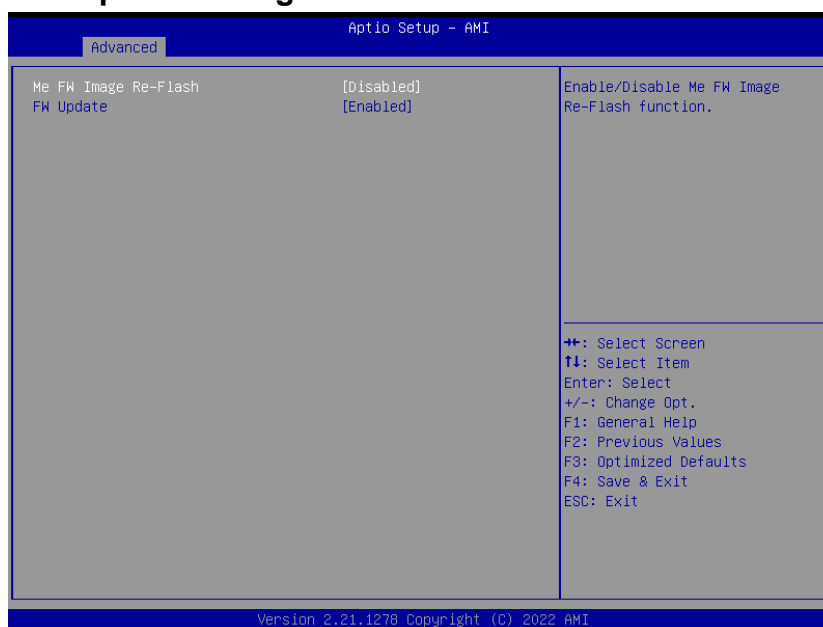 Aptio Setup – AMI
Advanced
Me FW Image Re-Flash [Disabled]
FW Update [Enabled]
Enable/Disable Me FW Image
Re-Flash function.
→←: Select Screen
↑↓: Select Item
Enter: Select
+/-: Change Opt.
F1: General Help
F2: Previous Values
F3: Optimized Defaults
F4: Save & Exit
ESC: Exit
Version 2.21.1278 Copyright (C) 2022 AMI